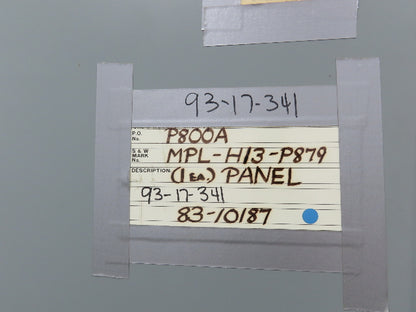 93-17-341
P.O. No. P800A
S & W MARK No. MPL-H13-P879
DESCRIPTION (1 EA.) PANEL
93-17-341
83-10187